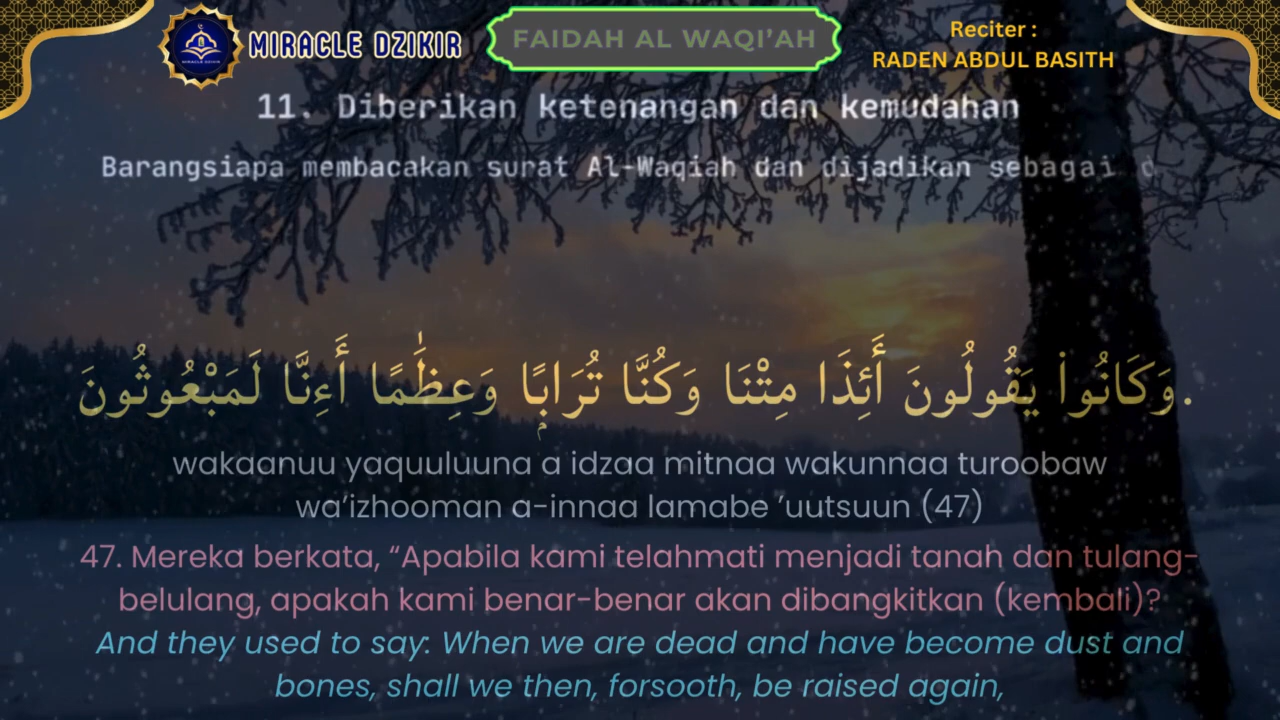 MIRACLE DZIKIR
FAIDAH AL WAQI’AH
Reciter :
RADEN ABDUL BASITH
11. Diberikan ketenangan dan kemudahan
Barangsiapa membacakan surat Al-Waqiah dan dijadikan sebagai d
وَكَانُوا۟ يَقُولُونَ أَئِذَا مِتْنَا وَكُنَّا تُرَابًۭا وَعِظَٰمًا أَءِنَّا لَمَبْعُوثُونَ.
wakaanuu yaquuluuna a idzaa mitnaa wakunnaa turoobaw
wa’izhooman a-innaa lamabe ’uutsuun (47)
47. Mereka berkata, “Apabila kami telahmati menjadi tanah dan tulang-
belulang, apakah kami benar-benar akan dibangkitkan (kembali)?
And they used to say: When we are dead and have become dust and
bones, shall we then, forsooth, be raised again,